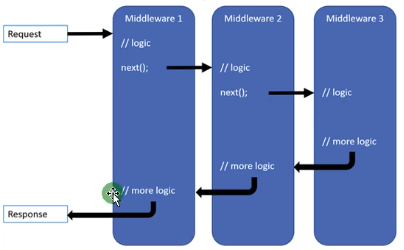 Middleware 1
Middleware 2
Middleware 3
Request
// logic
next();
// logic
next();
// logic
// more logic
// more logic
// more logic
Response